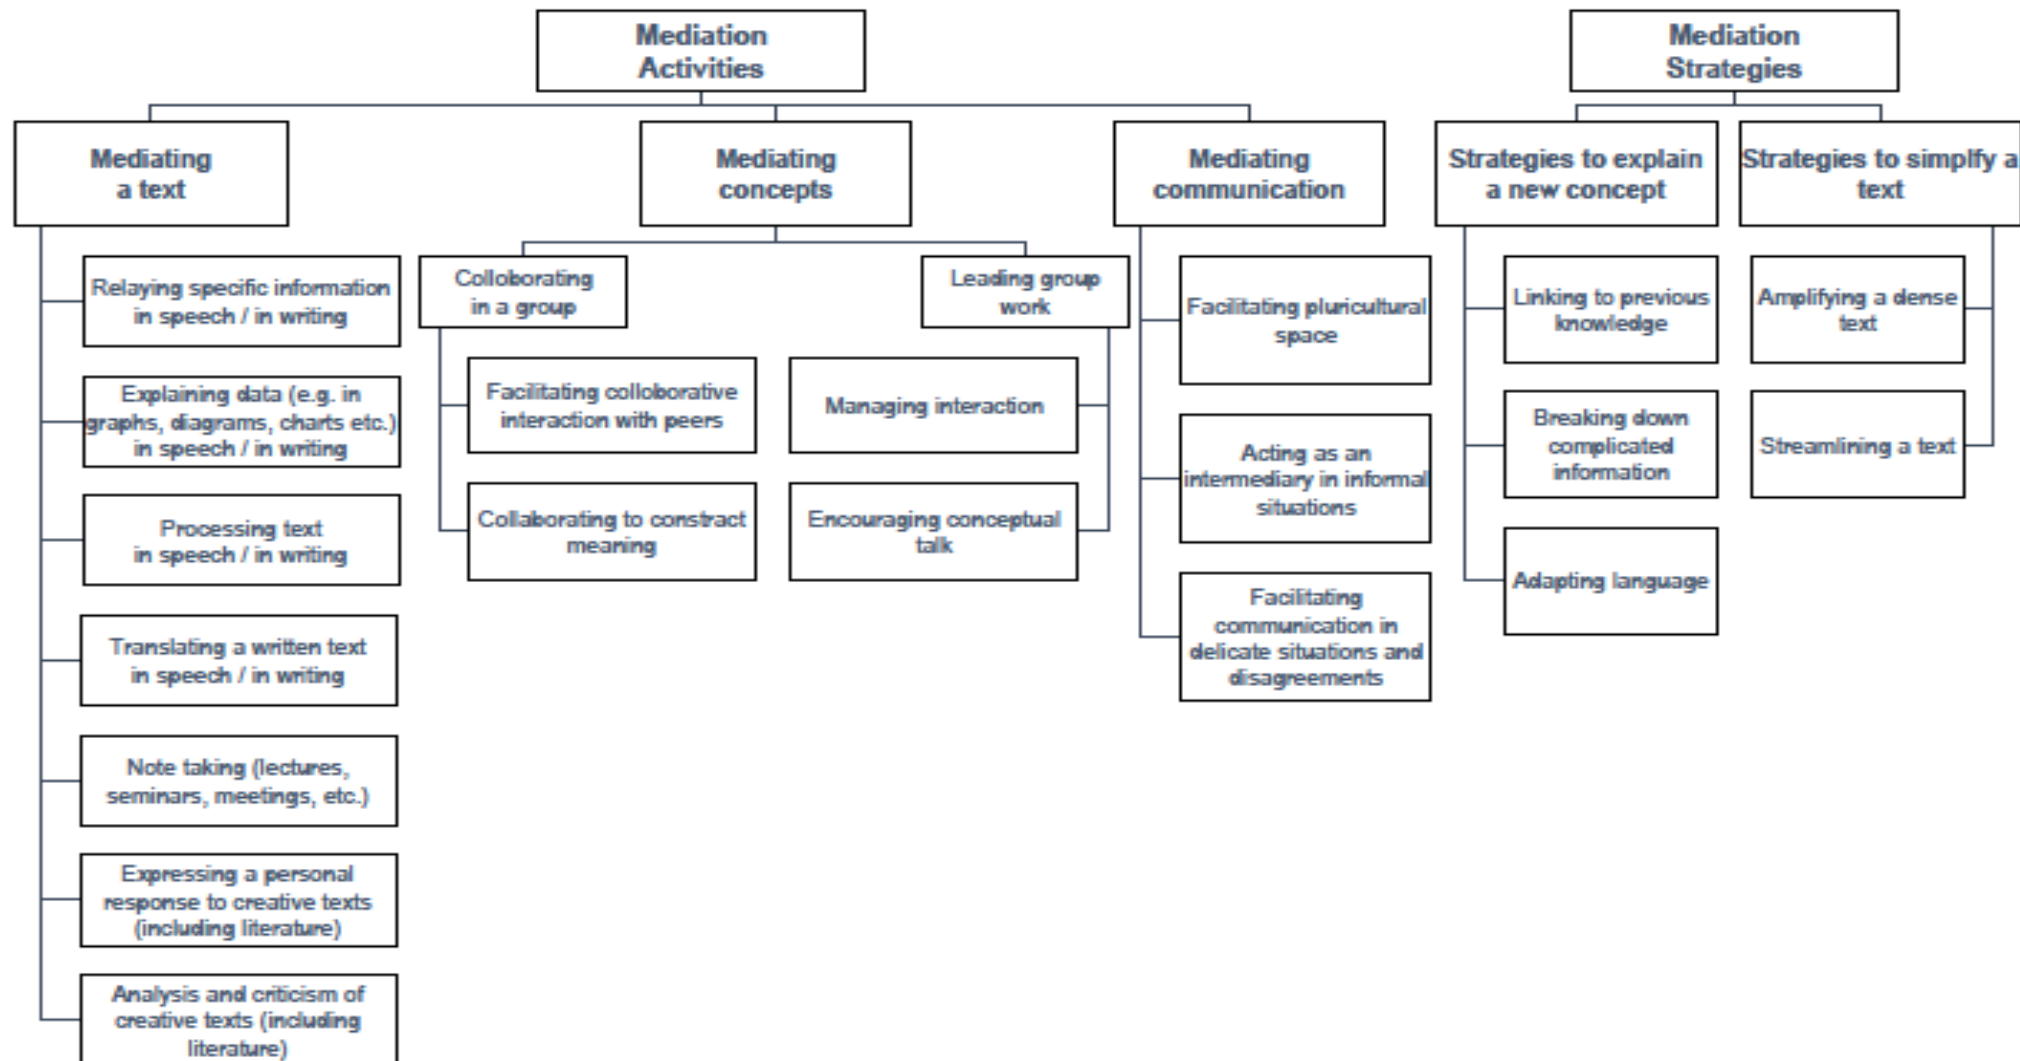 Mediation
Activities
Mediation
Strategies
Mediating
a text
Mediating
concepts
Mediating
communication
Strategies to explain
a new concept
Strategies to simplfy a
text
Relaying specific information
in speech / in writing
Explaining data (e.g. in
graphs, diagrams, charts etc.)
in speech / in writing
Processing text
in speech / in writing
Translating a written text
in speech / in writing
Note taking (lectures,
seminars, meetings, etc.)
Expressing a personal
response to creative texts
(including literature)
Analysis and criticism of
creative texts (including
literature)
Colloborating
in a group
Facilitating colloborative
interaction with peers
Collaborating to constract
meaning
Leading group
work
Managing interaction
Encouraging conceptual
talk
Facilitating pluricultural
space
Acting as an
intermediary in informal
situations
Facilitating
communication in
delicate situations and
disagreements
Linking to previous
knowledge
Breaking down
complicated
information
Adapting language
Amplifying a dense
text
Streamlining a text